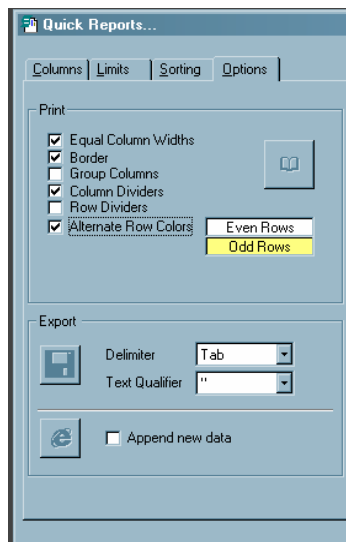 Quick Reports...
Columns Limits Sorting Options
Print
Equal Column Widths
Border
Group Columns
Column Dividers
Row Dividers
Alternate Row Colors
Even Rows
Odd Rows
Export
Delimiter Tab
Text Qualifier "
Append new data